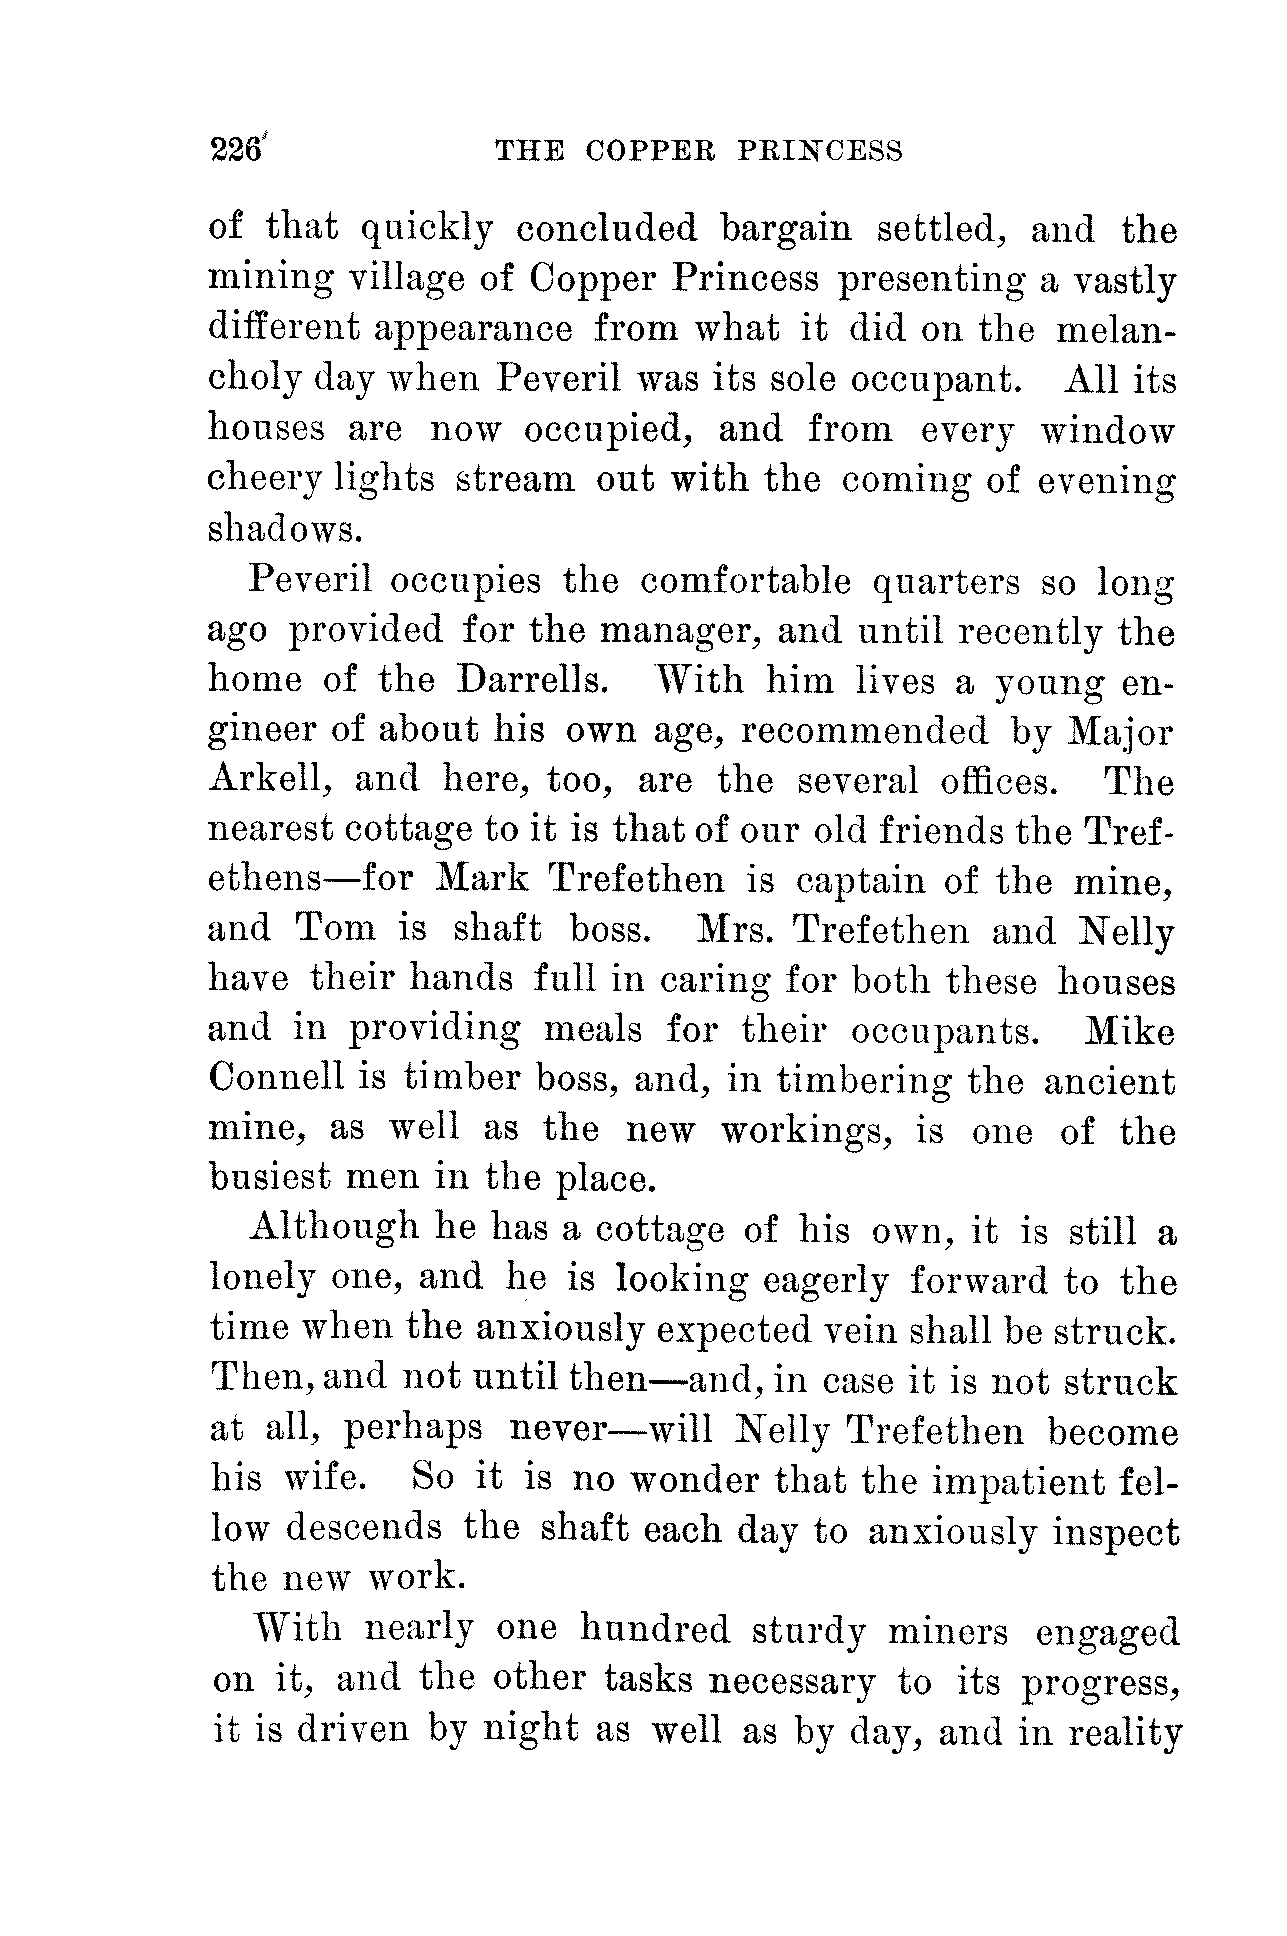 226 THE COPPER PRINCESS
of that quickly concluded bargain settled, and the
mining village of Copper Princess presenting a vastly
different appearance from what it did on the melan-
choly day when Peveril was its sole occupant. All its
houses are now occupied, and from every window
cheery lights stream out with the coming of evening
shadows.
Peveril occupies the comfortable quarters so long
ago provided for the manager, and until recently the
home of the Darrells. With him lives a young en-
gineer of about his own age, recommended by Major
Arkell, and here, too, are the several offices. The
nearest cottage to it is that of our old friends the Tref-
ethens—for Mark Trefethen is captain of the mine,
and Tom is shaft boss. Mrs. Trefethen and Nelly
have their hands full in caring for both these houses
and in providing meals for their occupants. Mike
Connell is timber boss, and, in timbering the ancient
mine, as well as the new workings, is one of the
busiest men in the place.
Although he has a cottage of his own, it is still a
lonely one, and he is looking eagerly forward to the
time when the anxiously expected vein shall be struck.
Then, and not until then—and, in case it is not struck
at all, perhaps never—will Nelly Trefethen become
his wife. So it is no wonder that the impatient fel-
low descends the shaft each day to anxiously inspect
the new work.
With nearly one hundred sturdy miners engaged
on it, and the other tasks necessary to its progress,
it is driven by night as well as by day, and in reality